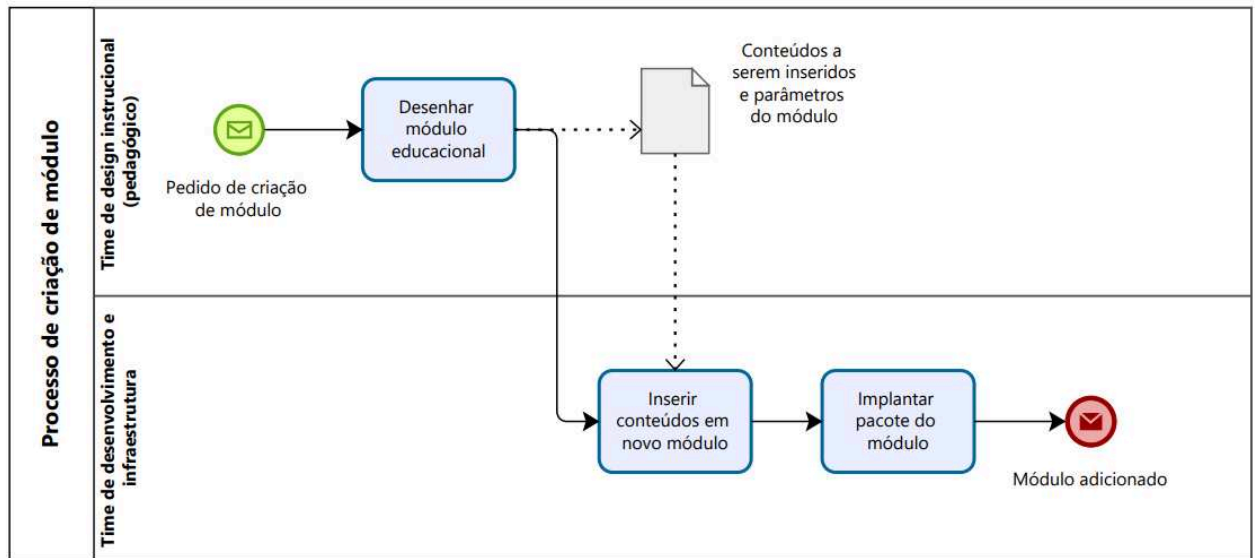 Processo de criação de módulo
Time de design instrucional
(pedagógico)
Pedido de criação
de módulo
Desenhar
módulo
educacional
Conteúdos a
serem inseridos
e parâmetros
do módulo
Time de desenvolvimento e
infraestrutura
Inserir
conteúdos em
novo módulo
Implantar
pacote do
módulo
Módulo adicionado